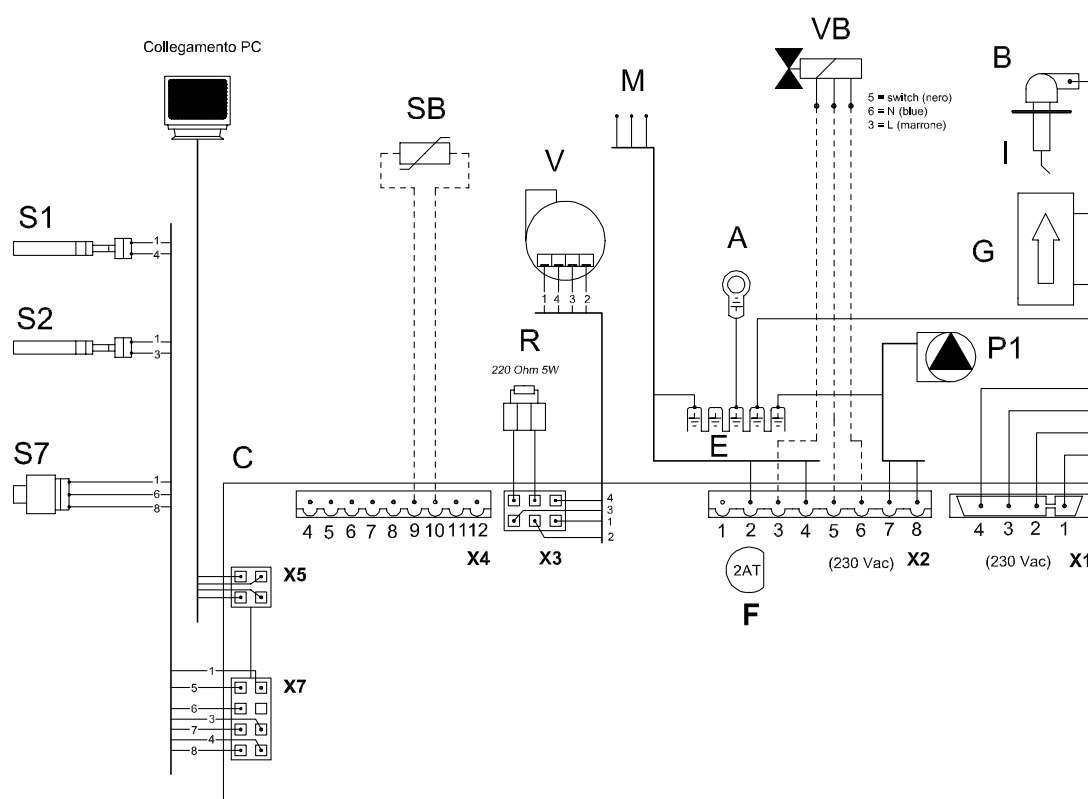 Collegamento PC
VB
B
M
SB
5 = switch (nero)
6 = N (blue)
3 = L (marrone)
V
I
S1
A
G
1
4
1 4 3 2
S2
R
P1
1
3
220 Ohm 5W
S7
C
E
1
6
8
4
3
1
2
4 5 6 7 8 9 10 11 12
X4
X3
1 2 3 4 5 6 7 8
4 3 2 1
(230 Vac) X2
(230 Vac) X1
2AT
F
X5
1
X7
5
6
3
7
4
8